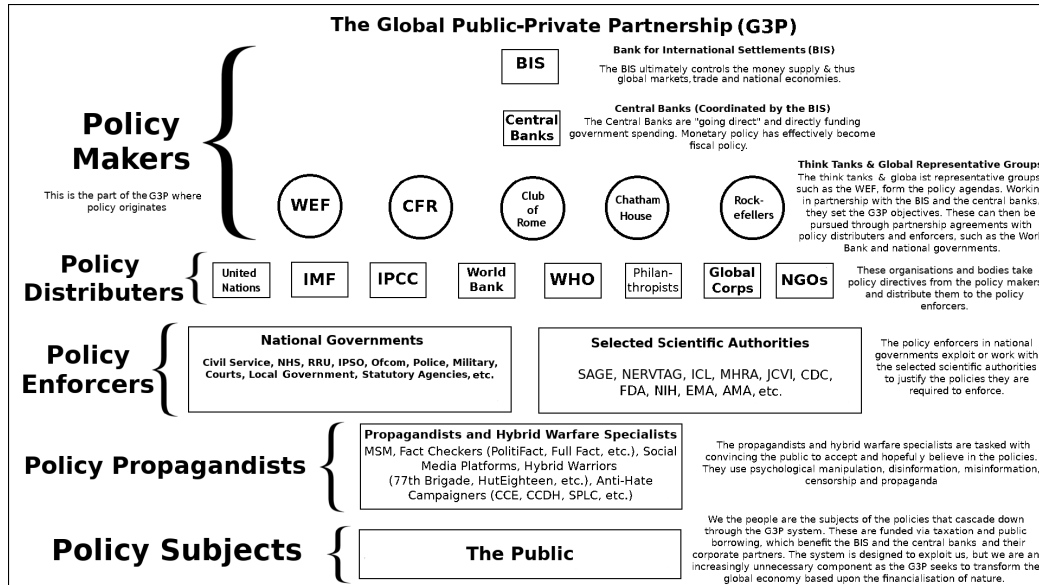 The Global Public-Private Partnership (G3P)
BIS
Bank for International Settlements (BIS)
The BIS ultimately controls the money supply & thus
global markets, trade and national economies.
Central
Banks
Central Banks (Coordinated by the BIS)
The Central Banks are "going direct" and directly funding
government spending. Monetary policy has effectively become
fiscal policy.
Policy
Makers
This is the part of the G3P where
policy originates
WEF
CFR
Club
of
Rome
Chatham
House
Rock-
efellers
Think Tanks & Global Representative Groups
The think tanks & globa ist representative groups
such as the WEF, form the policy agendas. Workin
in partnership with the BIS and the central banks,
they set the G3P objectives. These can then be
pursued through partnership agreements with
policy distributers and enforcers, such as the Worl
Bank and national governments.
Policy
Distributers
United
Nations
IMF
IPCC
World
Bank
WHO
Philan-
thropists
Global
Corps
NGOs
These organisations and bodies take
policy directives from the policy makers
and distribute them to the policy
enforcers.
Policy
Enforcers
National Governments
Civil Service, NHS, RRU, IPSO, Ofcom, Police, Military,
Courts, Local Government, Statutory Agencies, etc.
Selected Scientific Authorities
SAGE, NERVTAG, ICL, MHRA, JCVI, CDC,
FDA, NIH, EMA, AMA, etc.
The policy enforcers in national
governments exploit or work with
the selected scientific authorities
to justify the policies they are
required to enforce.
Policy Propagandists
Propagandists and Hybrid Warfare Specialists
MSM, Fact Checkers (PolitiFact, Full Fact, etc.), Social
Media Platforms, Hybrid Warriors
(77th Brigade, HutEighteen, etc.), Anti-Hate
Campaigners (CCE, CCDH, SPLC, etc.)
The propagandists and hybrid warfare specialists are tasked with
convincing the public to accept and hopefully believe in the policies.
They use psychological manipulation, disinformation, misinformation,
censorship and propaganda
Policy Subjects
The Public
We the people are the subjects of the policies that cascade down
through the G3P system. These are funded via taxation and public
borrowing, which benefit the BIS and the central banks and their
corporate partners. The system is designed to exploit us, but we are an
increasingly unnecessary component as the G3P seeks to transform the
global economy based upon the financialisation of nature.